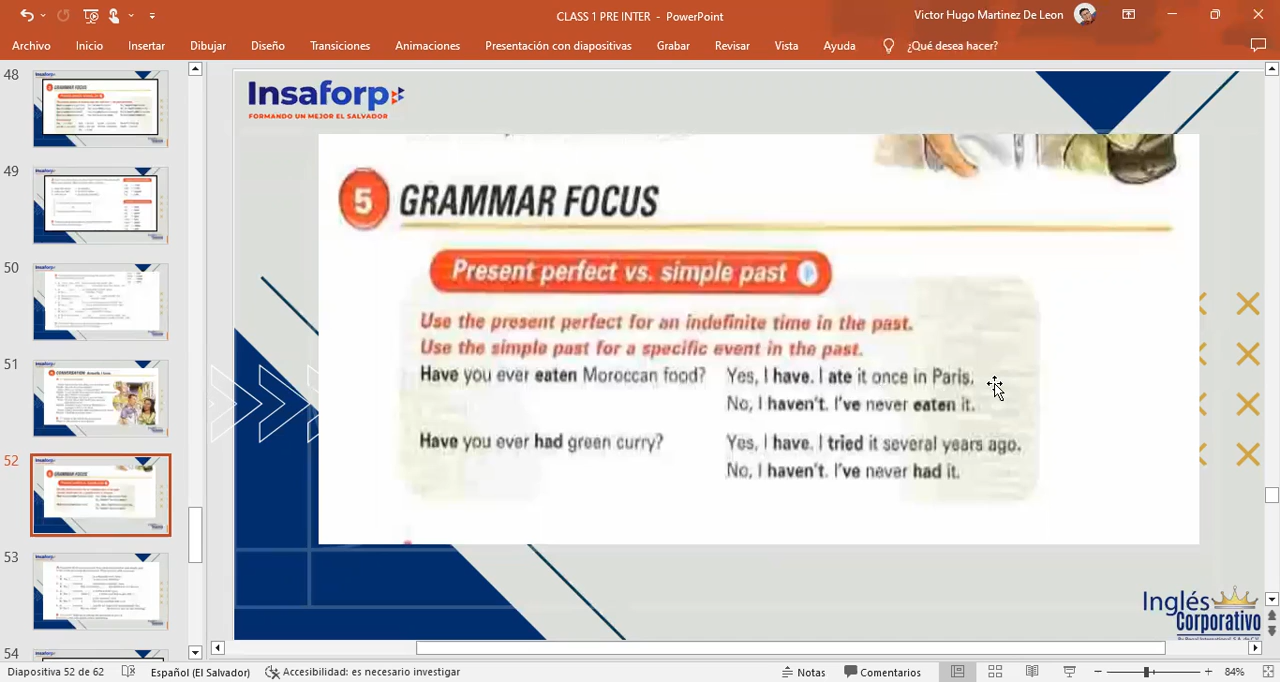 CLASS 1 PRE INTER - PowerPoint
Victor Hugo Martinez De Leon
Archivo Inicio Insertar Dibujar Diseño Transiciones Animaciones Presentación con diapositivas Grabar Revisar Vista Ayuda ¿Qué desea hacer?
48
49
50
51
52
53
54
Insaforp
FORMANDO UN MEJOR EL SALVADOR
5 GRAMMAR FOCUS
Present perfect vs. simple past
Use the present perfect for an indefinite time in the past.
Use the simple past for a specific event in the past.
Have you ever eaten Moroccan food? Yes, I have. I ate it once in Paris.
No, I haven't. I've never eaten it.
Have you ever had green curry? Yes, I have. I tried it several years ago.
No, I haven't. I've never had it.
Inglés
Corporativo
Diapositiva 52 de 62 Español (El Salvador) Accesibilidad: es necesario investigar Notas Comentarios 84%